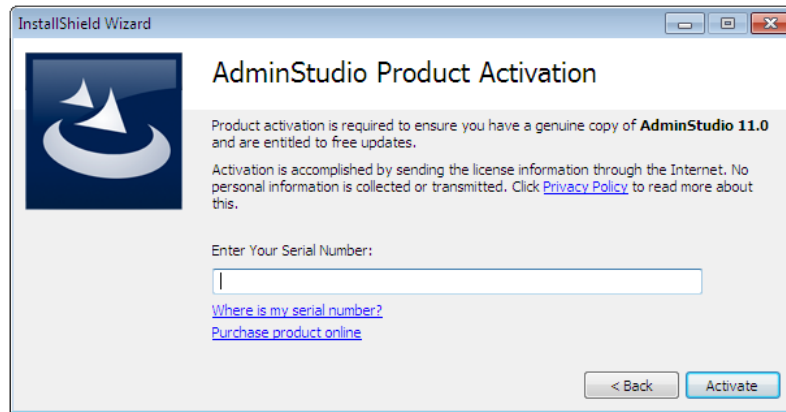 InstallShield Wizard
AdminStudio Product Activation
Product activation is required to ensure you have a genuine copy of AdminStudio 11.0
and are entitled to free updates.
Activation is accomplished by sending the license information through the Internet. No
personal information is collected or transmitted. Click Privacy Policy to read more about
this.
Enter Your Serial Number:
Where is my serial number?
Purchase product online
< Back
Activate